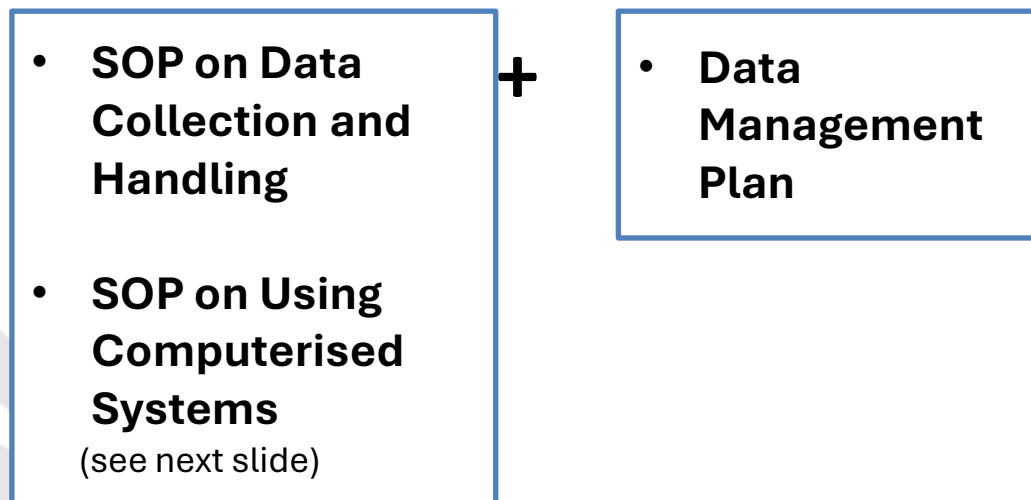 • SOP on Data
Collection and
Handling
• SOP on Using
Computerised
Systems
(see next slide)
+
• Data
Management
Plan